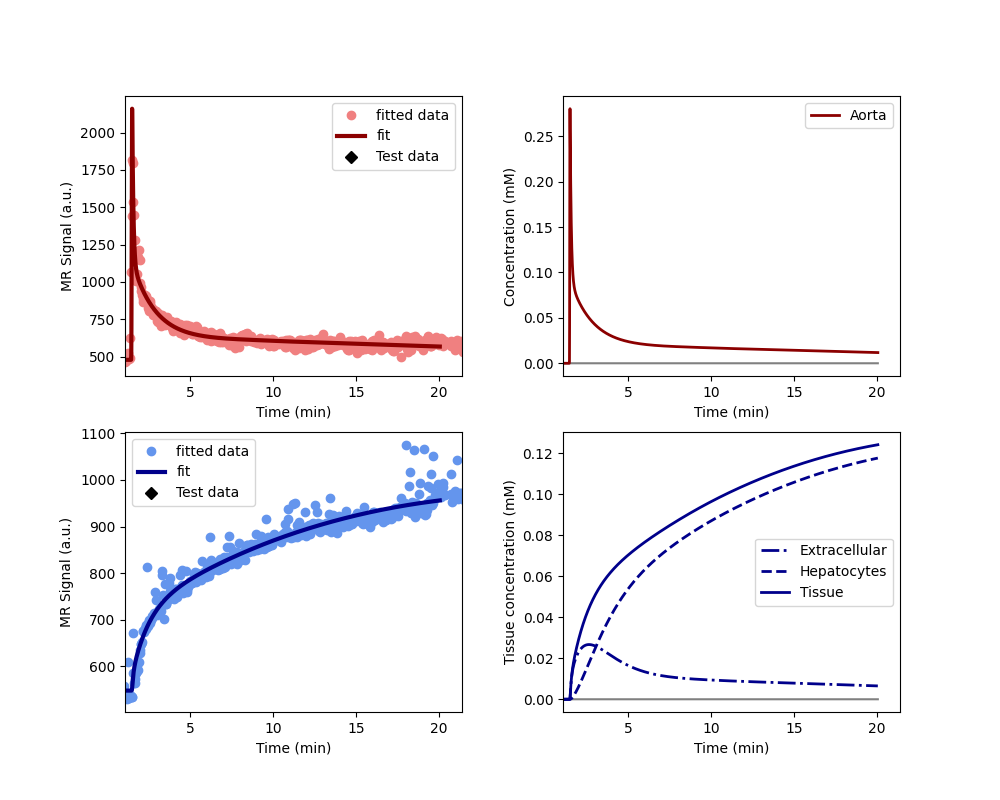 MR Signal (a.u.)
2000
1750
1500
1250
1000
750
500
fitted data
fit
Test data
5 10 15 20
Time (min)
Concentration (mM)
0.25
0.20
0.15
0.10
0.05
0.00
Aorta
5 10 15 20
Time (min)
MR Signal (a.u.)
1100
1000
900
800
700
600
fitted data
fit
Test data
5 10 15 20
Time (min)
Tissue concentration (mM)
0.12
0.10
0.08
0.06
0.04
0.02
0.00
Extracellular
Hepatocytes
Tissue
5 10 15 20
Time (min)